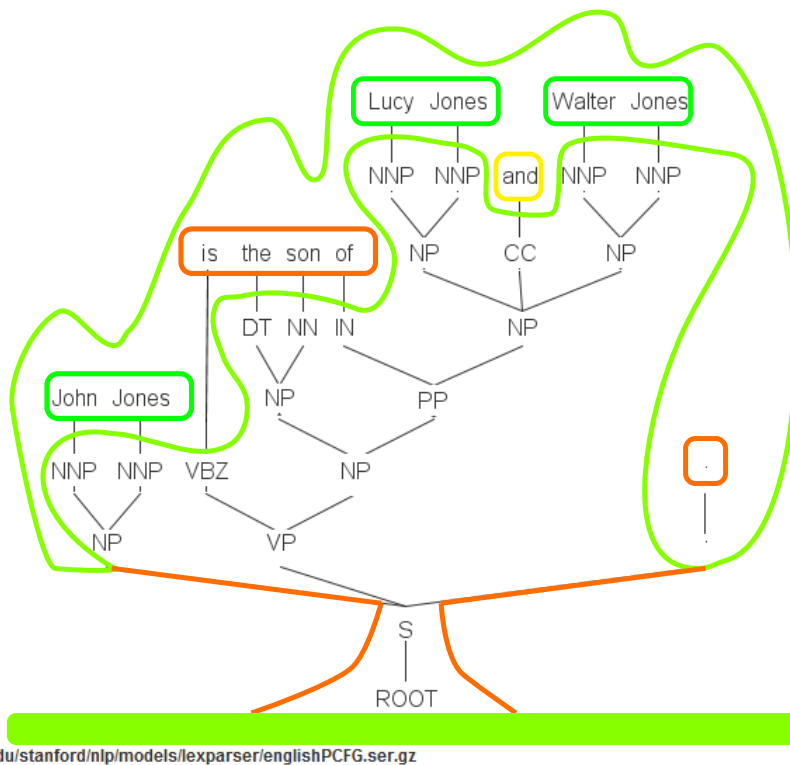 Lucy Jones Walter Jones
NNP NNP and NNP NNP
is the son of NP CC NP
DT NN IN NP
John Jones NP PP
NNP NNP VBZ NP .
NP VP .
S
ROOT
du/stanford/nlp/models/lexparser/englishPCFG.ser.gz